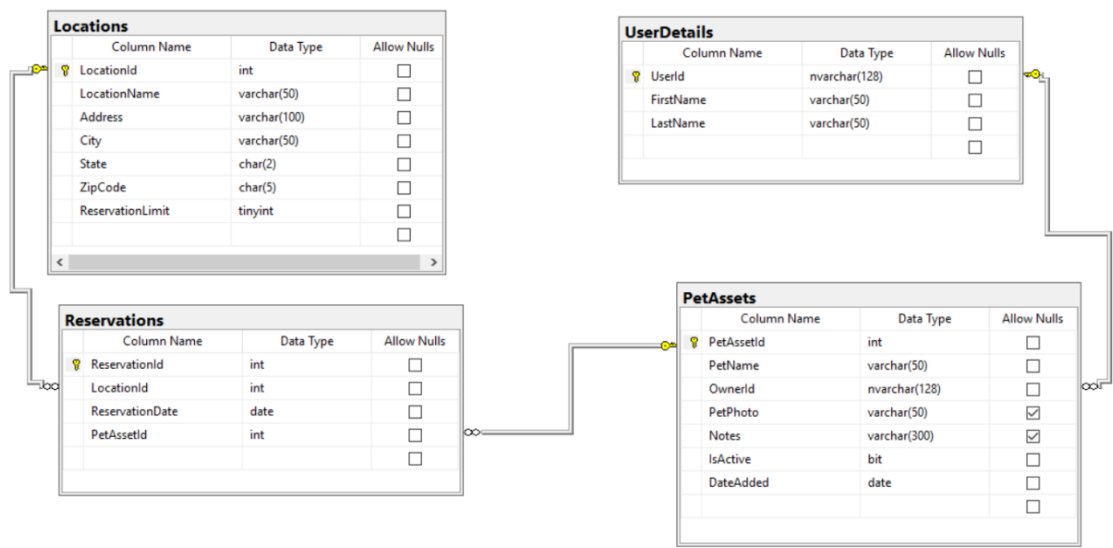 Locations
Column Name Data Type Allow Nulls
LocationId int
LocationName varchar(50)
Address varchar(100)
City varchar(50)
State char(2)
ZipCode char(5)
ReservationLimit tinyint
UserDetails
Column Name Data Type Allow Nulls
UserId nvarchar(128)
FirstName varchar(50)
LastName varchar(50)
Reservations
Column Name Data Type Allow Nulls
ReservationId int
LocationId int
ReservationDate date
PetAssetId int
PetAssets
Column Name Data Type Allow Nulls
PetAssetId int
PetName varchar(50)
OwnerId nvarchar(128)
PetPhoto varchar(50)
Notes varchar(300)
IsActive bit
DateAdded date